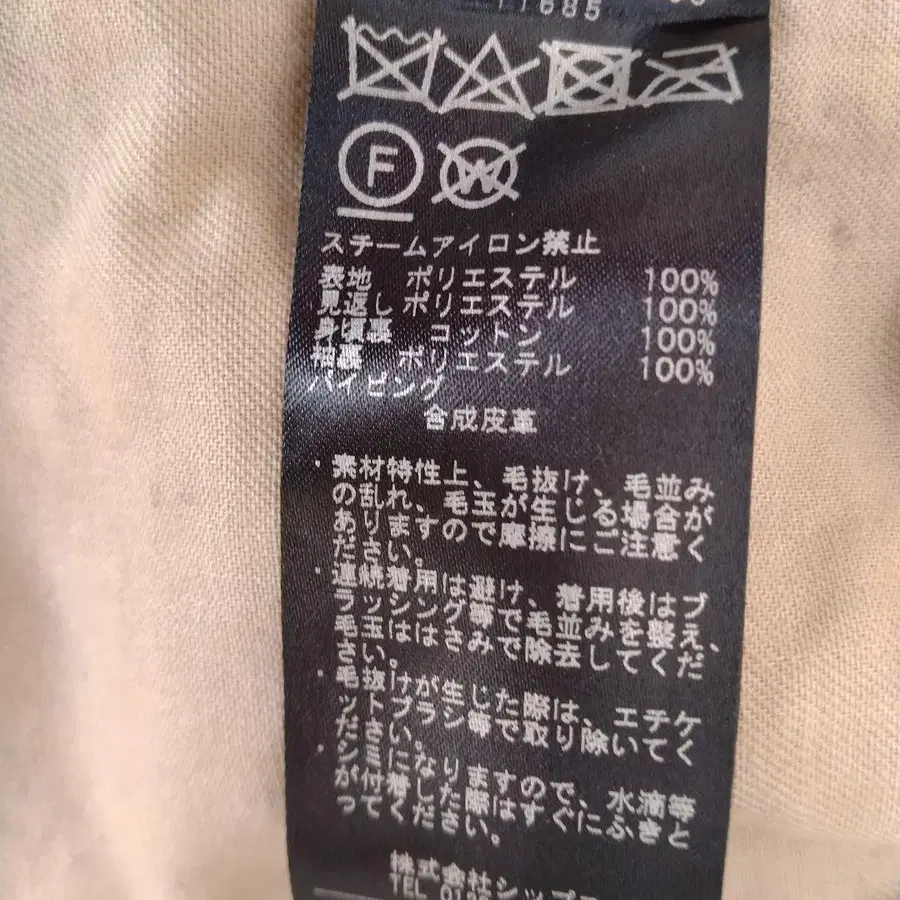 11685
F W
スチームアイロン禁止
表地 ポリエステル 100%
見返し ポリエステル 100%
身頃裏 コットン 100%
袖裏 ポリエステル 100%
パイピング
合成皮革
・素材特性上、毛抜け、毛並み
の乱れ、毛玉が生じる場合が
ありますので摩擦にご注意く
ださい。
・連続着用は避け、着用後はブ
ラッシング等で毛並みを整え、
毛玉ははさみで除去してくだ
さい。
・毛抜けが生じた際は、エチケ
ットブラシ等で取り除いてく
ださい。
・シミになりますので、水滴等
が付着した際はすぐにふきと
ってください。
株式会社シップ
TEL